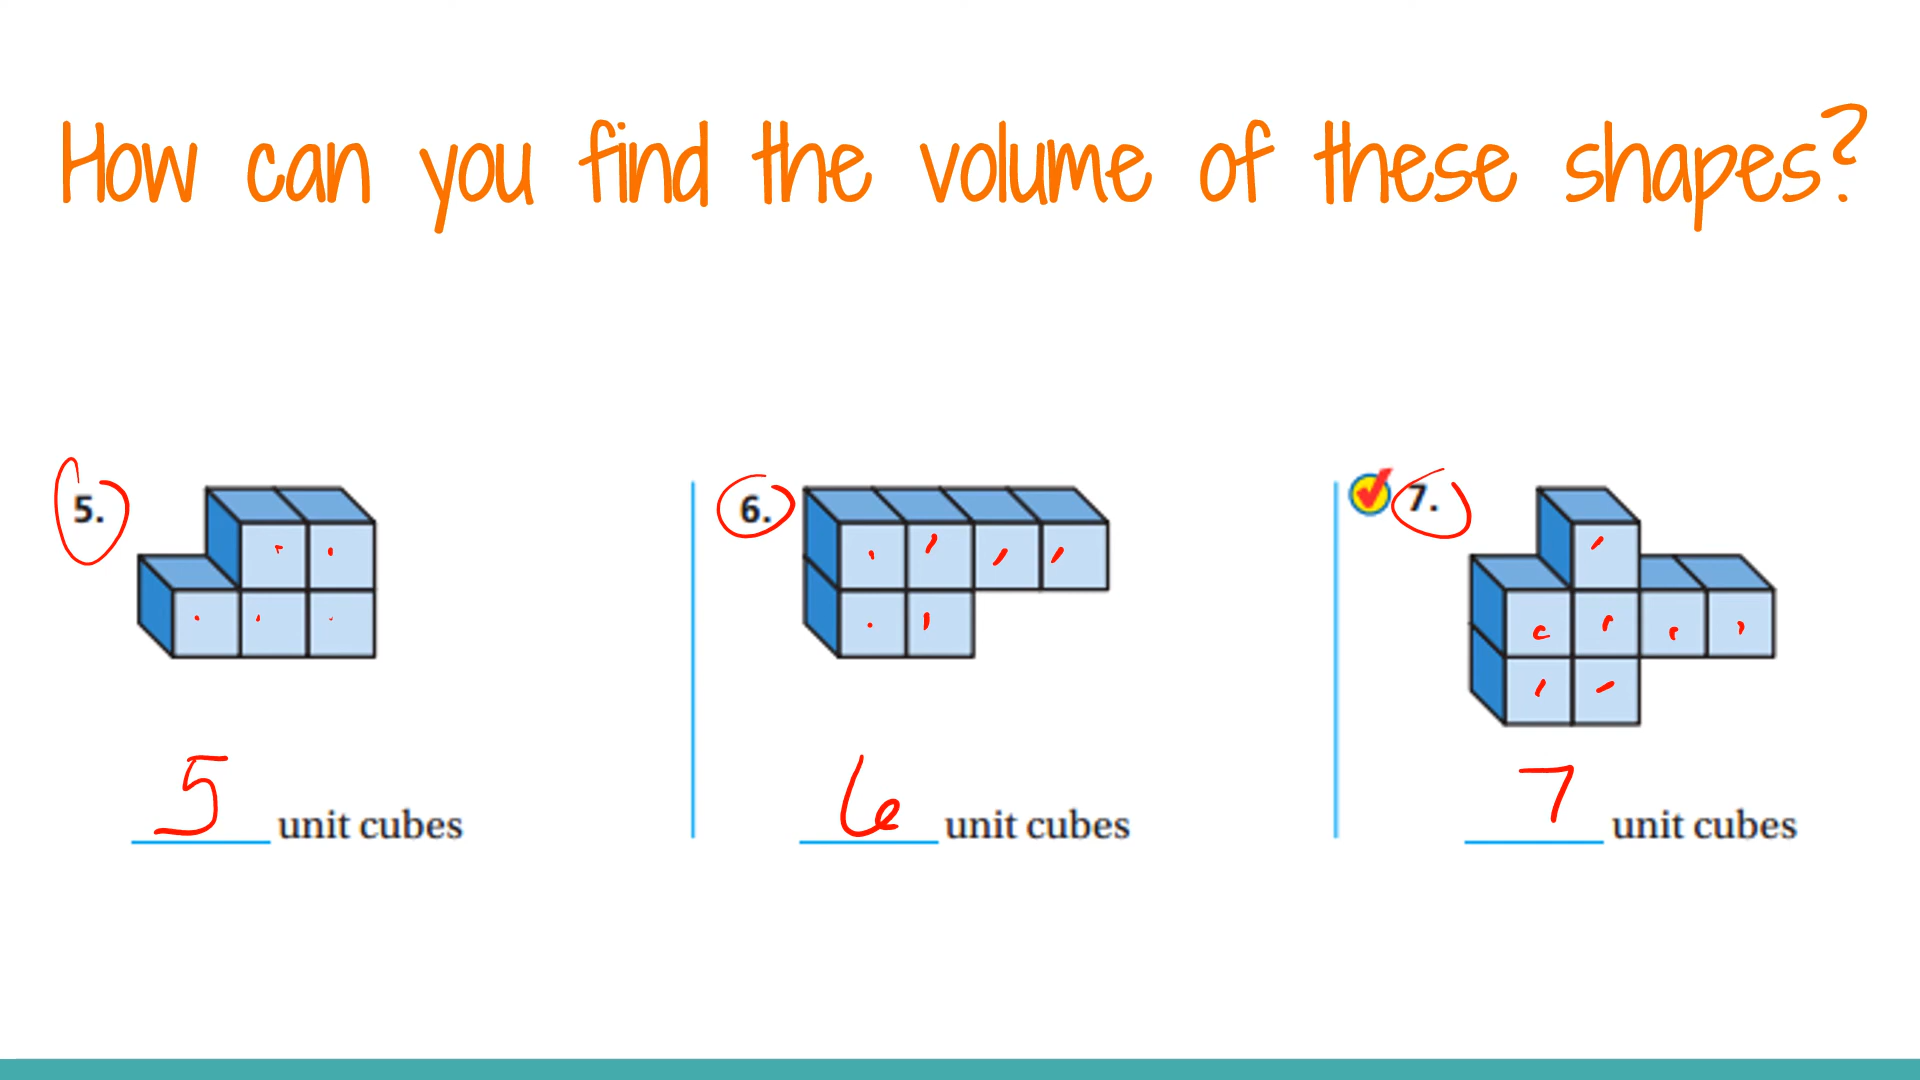 How can you find the volume of these shapes?
5.
5 unit cubes
6.
6 unit cubes
7.
7 unit cubes